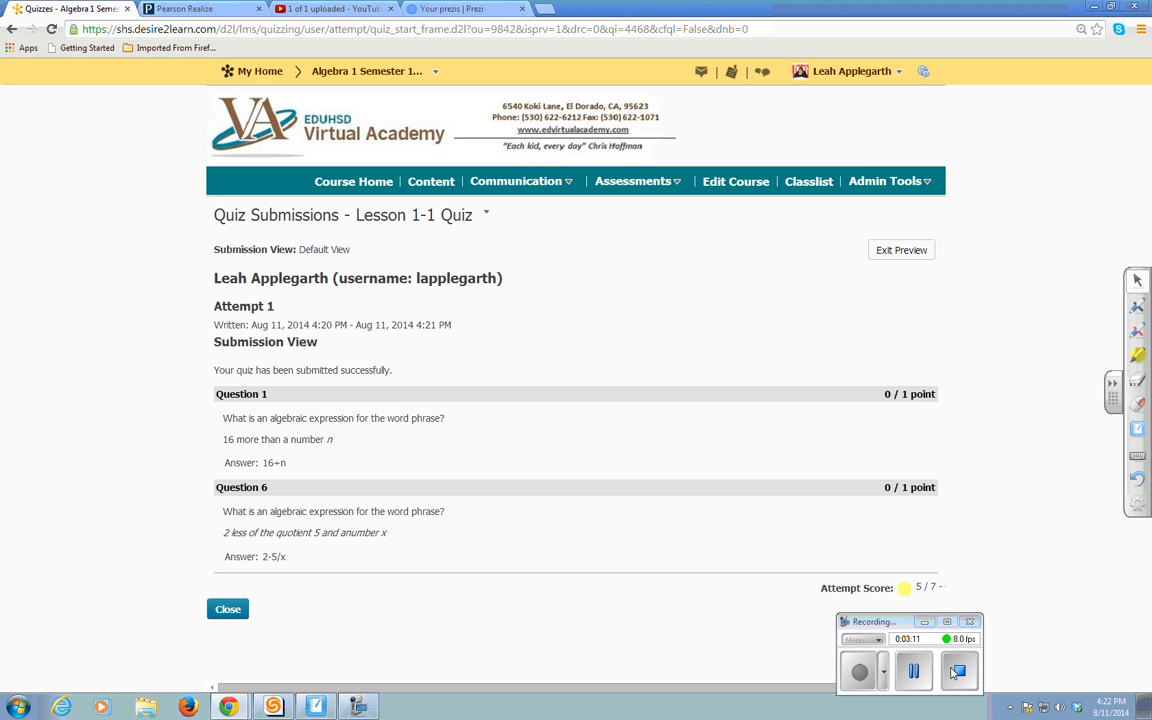 Quizzes - Algebra 1 Semes
Pearson Realize
1 of 1 uploaded - YouTub
Your prezis | Prezi
https://shs.desire2learn.com/d2l/lms/quizzing/user/attempt/quiz_start_frame.d2l?ou=9842&isprv=1&drc=0&qi=4468&cfql=False&dnb=0
Apps
Getting Started
Imported From Firef...
My Home
Algebra 1 Semester 1...
Leah Applegarth
VA
EDUHSD
Virtual Academy
6540 Koki Lane, El Dorado, CA, 95623
Phone: (530) 622-6212 Fax: (530) 622-1071
www.edvirtualacademy.com
"Each kid, every day" Chris Hoffman
Course Home | Content | Communication | Assessments | Edit Course | Classlist | Admin Tools
Quiz Submissions - Lesson 1-1 Quiz
Submission View: Default View
Exit Preview
Leah Applegarth (username: lapplegarth)
Attempt 1
Written: Aug 11, 2014 4:20 PM - Aug 11, 2014 4:21 PM
Submission View
Your quiz has been submitted successfully.
Question 1 0 / 1 point
What is an algebraic expression for the word phrase?
16 more than a number n
Answer: 16÷n
Question 6 0 / 1 point
What is an algebraic expression for the word phrase?
2 less of the quotient 5 and anumber x
Answer: 2-5/x
Attempt Score: 5 / 7 -
Close
Recording...
Menu
0:03:11
8.0 fps
4:22 PM
8/11/2014